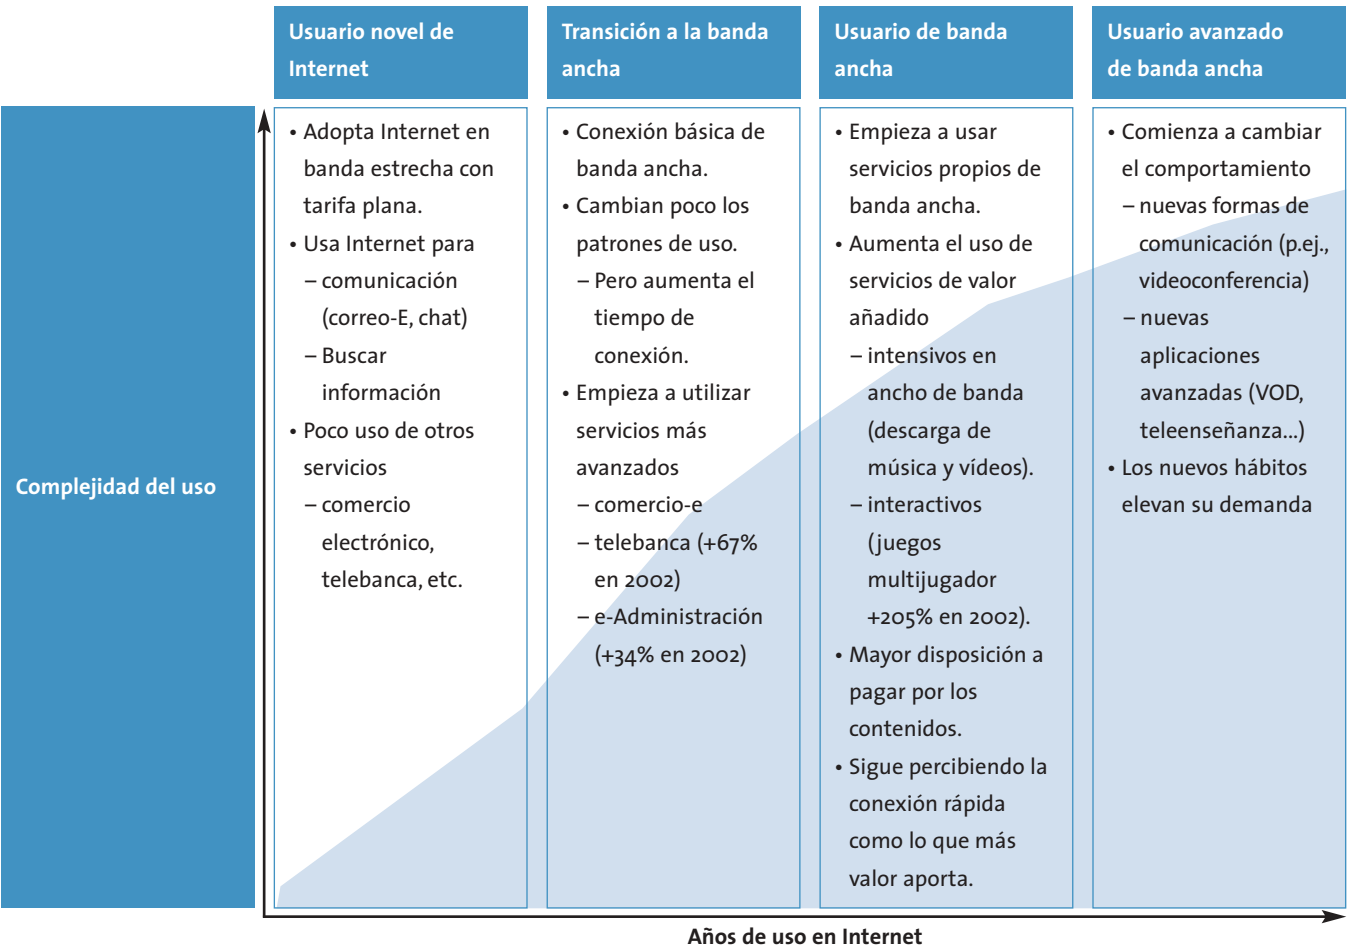 Usuario novel de
Internet
Transición a la banda
ancha
Usuario de banda
ancha
Usuario avanzado
de banda ancha
Complejidad del uso
• Adopta Internet en
banda estrecha con
tarifa plana.
• Usa Internet para
– comunicación
(correo-E, chat)
– Buscar
información
• Poco uso de otros
servicios
– comercio
electrónico,
telebanca, etc.
• Conexión básica de
banda ancha.
• Cambian poco los
patrones de uso.
– Pero aumenta el
tiempo de
conexión.
• Empieza a utilizar
servicios más
avanzados
– comercio-e
– telebanca (+67%
en 2002)
– e-Administración
(+34% en 2002)
• Empieza a usar
servicios propios de
banda ancha.
• Aumenta el uso de
servicios de valor
añadido
– intensivos en
ancho de banda
(descarga de
música y vídeos).
– interactivos
(juegos
multijugador
+205% en 2002).
• Mayor disposición a
pagar por los
contenidos.
• Sigue percibiendo la
conexión rápida
como lo que más
valor aporta.
• Comienza a cambiar
el comportamiento
– nuevas formas de
comunicación (p.ej.,
videoconferencia)
– nuevas
aplicaciones
avanzadas (VOD,
teleenseñanza...)
• Los nuevos hábitos
elevan su demanda
Años de uso en Internet